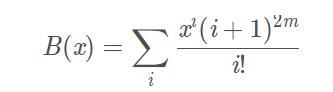 $B(x) = \sum_{i} \frac{x^{i}(i+1)^{2m}}{i!}$